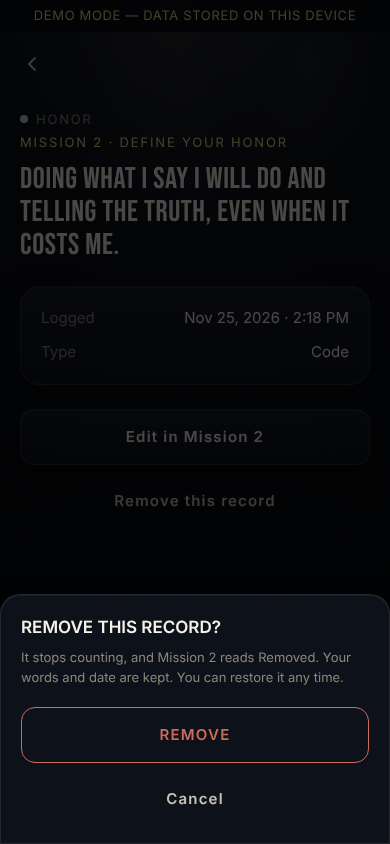 DEMO MODE — DATA STORED ON THIS DEVICE
HONOR
MISSION 2 · DEFINE YOUR HONOR
DOING WHAT I SAY I WILL DO AND
TELLING THE TRUTH, EVEN WHEN IT
COSTS ME.
Logged Nov 25, 2026 · 2:18 PM
Type Code
Edit in Mission 2
Remove this record
REMOVE THIS RECORD?
It stops counting, and Mission 2 reads Removed. Your
words and date are kept. You can restore it any time.
REMOVE
Cancel